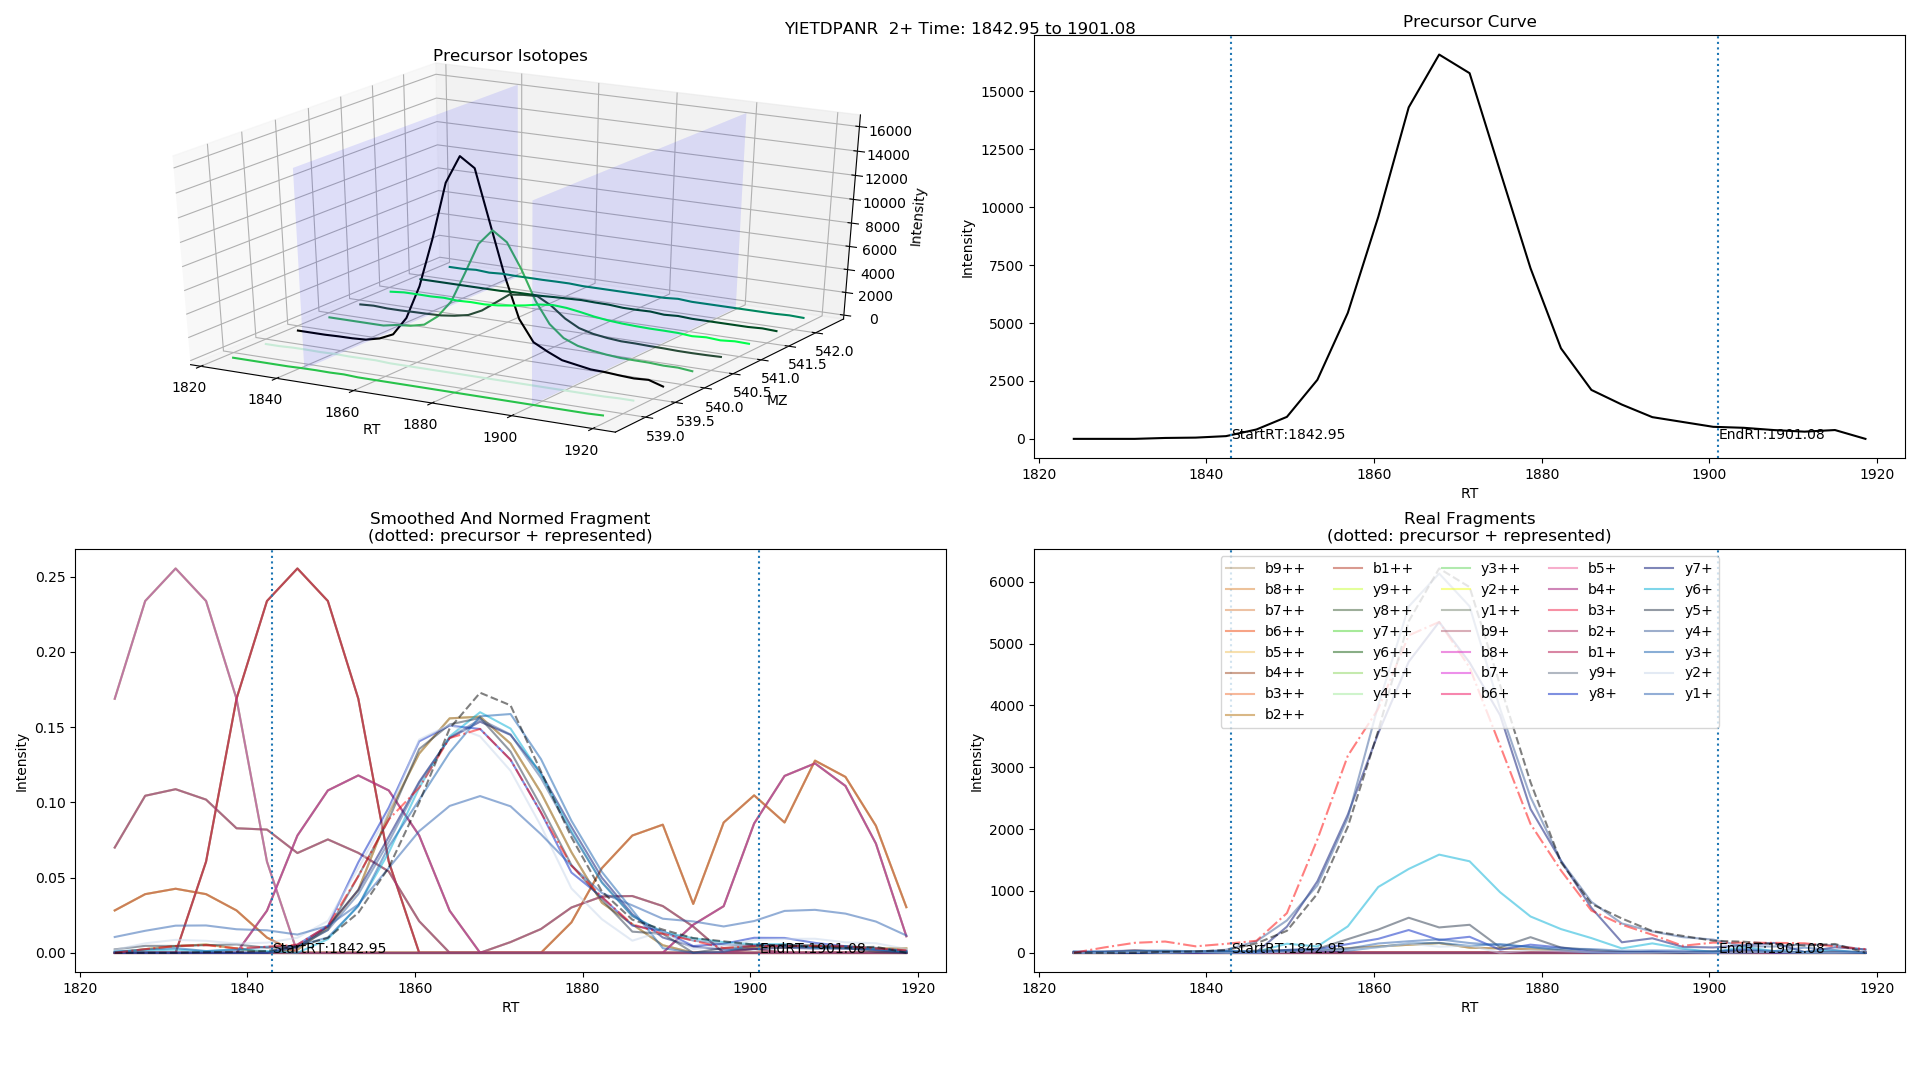 YIETDPANR  2+ Time: 1842.95 to 1901.08
Precursor Isotopes
16000
14000
12000
10000
8000
6000
4000
2000
0
Intensity
1820
1840
1860
1880
1900
1920
RT
539.0
539.5
540.0
540.5
541.0
541.5
542.0
MZ
Precursor Curve
15000
12500
10000
7500
5000
2500
0
Intensity
StartRT:1842.95
EndRT:1901.08
1820
1840
1860
1880
1900
1920
RT
Smoothed And Normed Fragment
(dotted: precursor + represented)
0.25
0.20
0.15
0.10
0.05
0.00
Intensity
StartRT:1842.95
EndRT:1901.08
1820
1840
1860
1880
1900
1920
RT
Real Fragments
(dotted: precursor + represented)
6000
5000
4000
3000
2000
1000
0
Intensity
b9++
b8++
b7++
b6++
b5++
b4++
b3++
b2++
b1++
y9++
y8++
y7++
y6++
y5++
y4++
y3++
y2++
y1++
b9+
b8+
b7+
b6+
b5+
b4+
b3+
b2+
b1+
y9+
y8+
y7+
y6+
y5+
y4+
y3+
y2+
y1+
StartRT:1842.95
EndRT:1901.08
1820
1840
1860
1880
1900
1920
RT